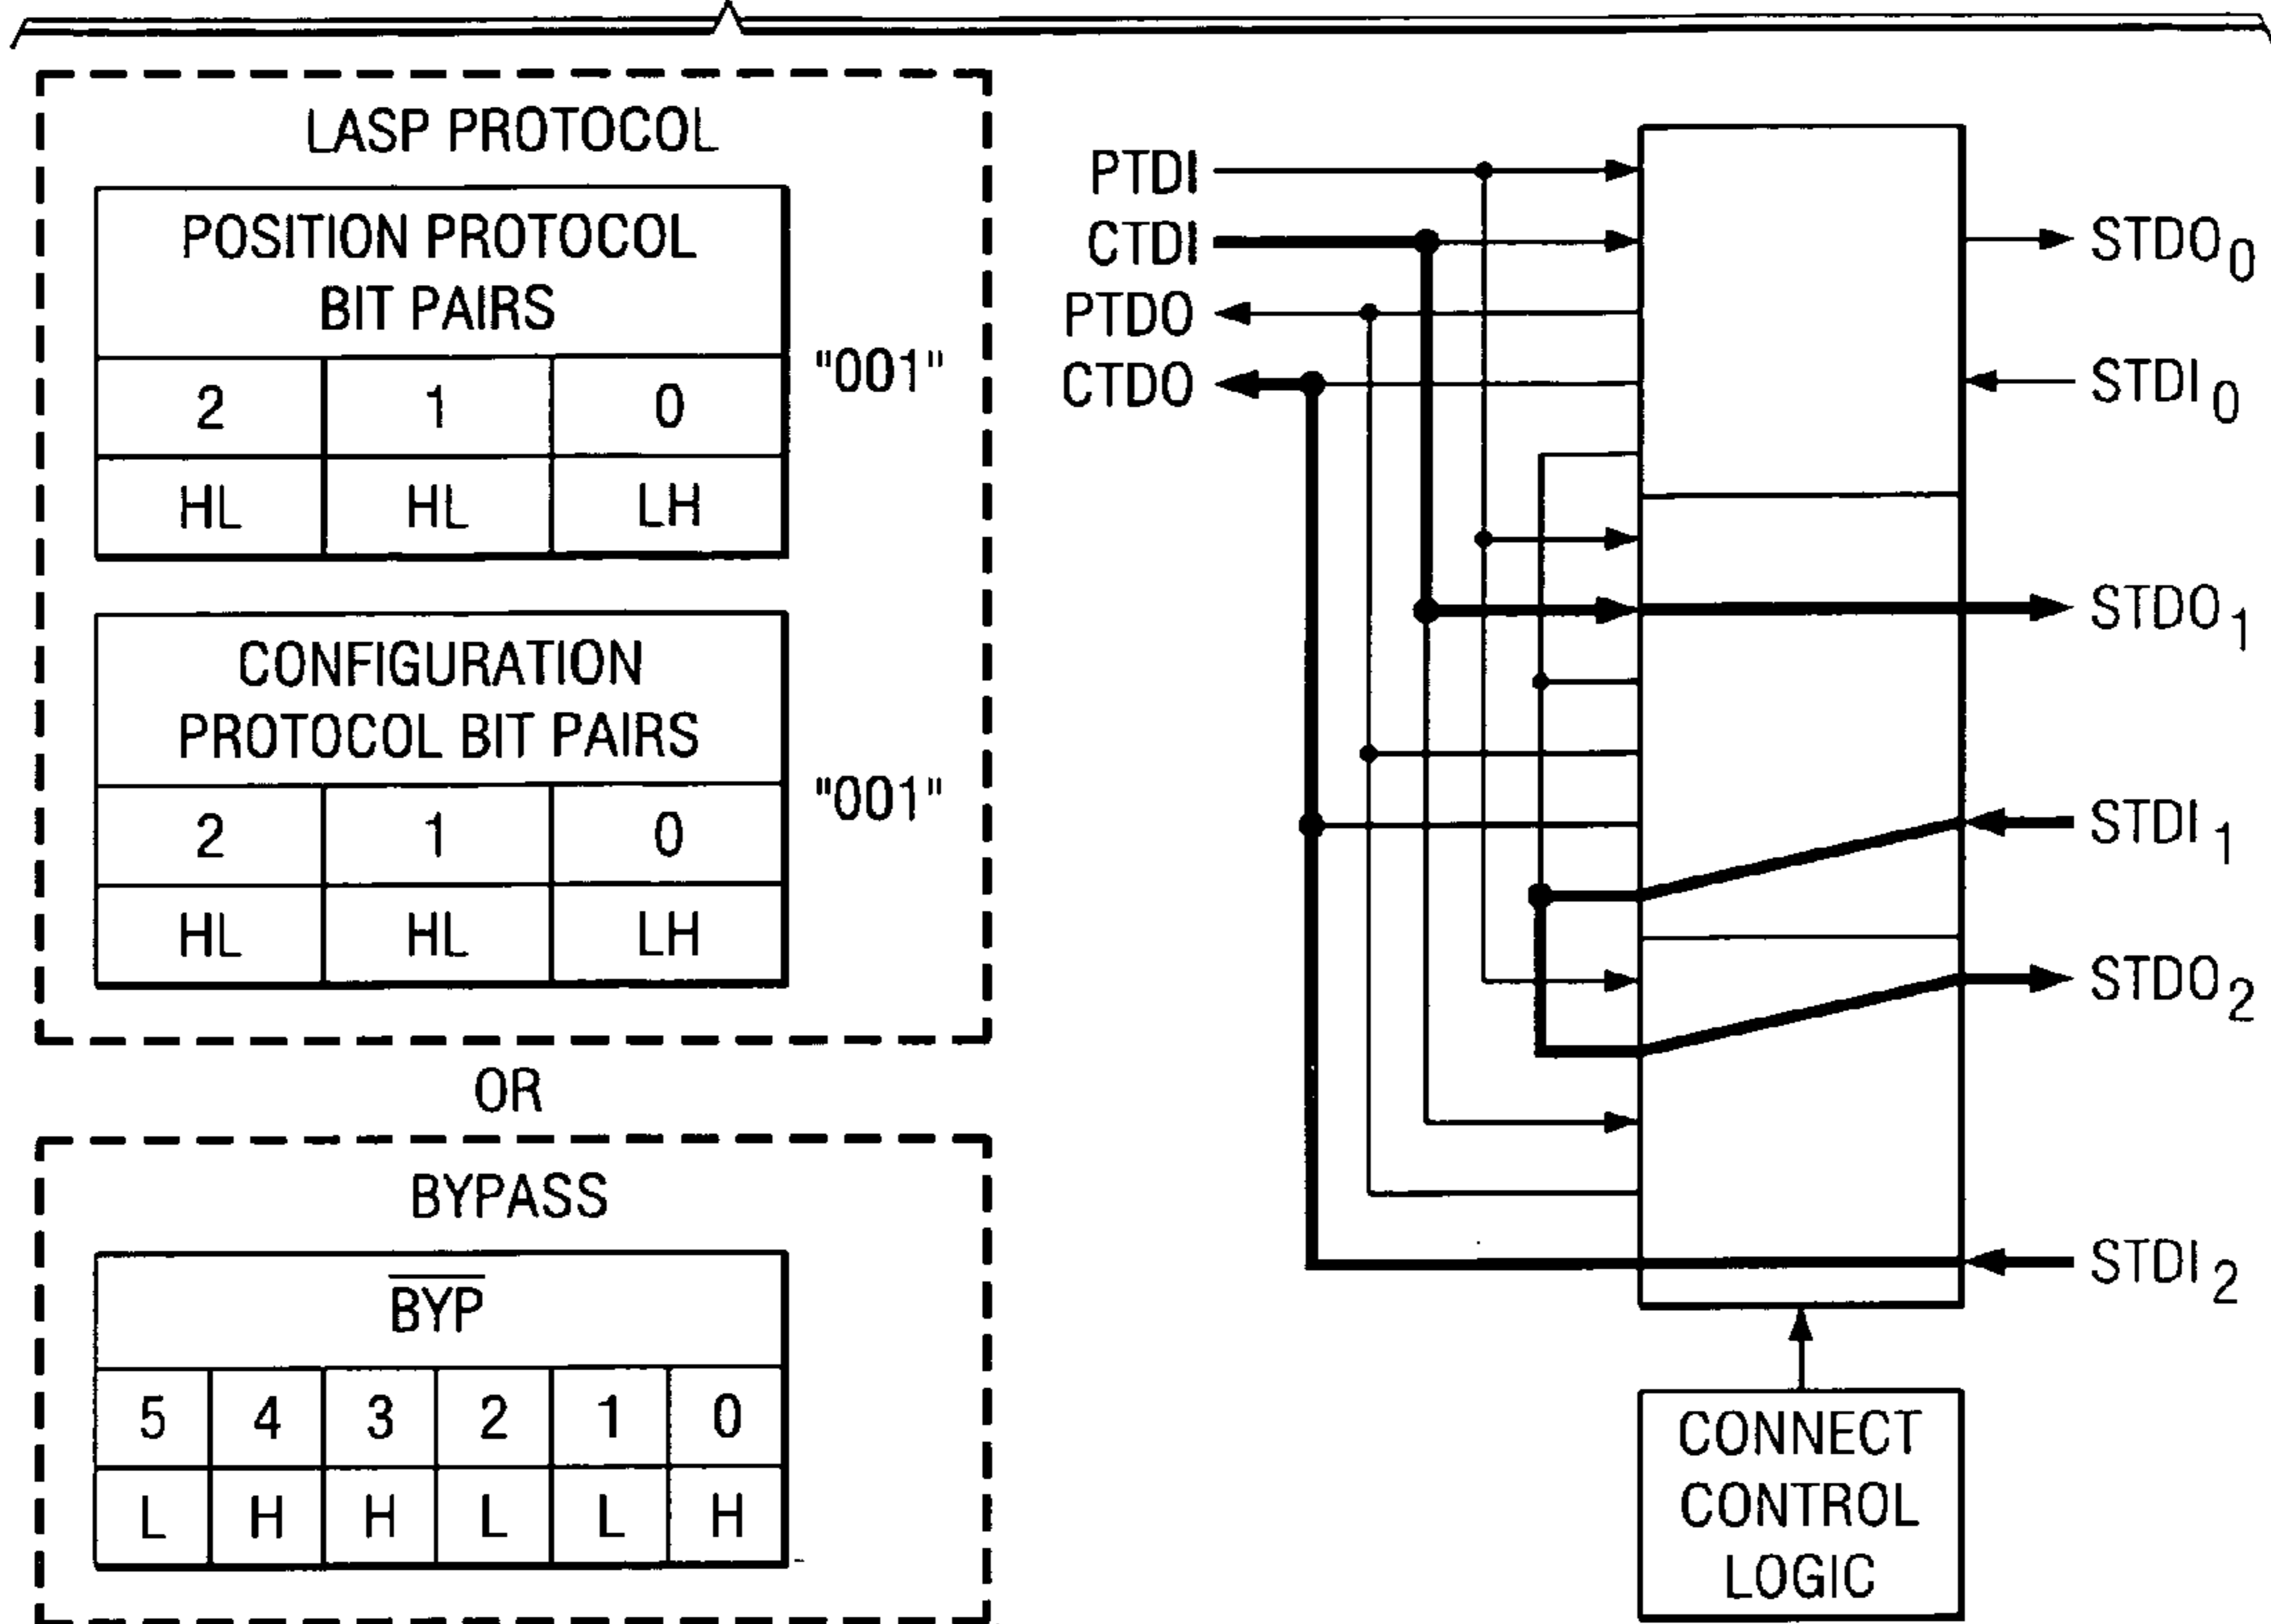 LASP PROTOCOL
POSITION PROTOCOL
BIT PAIRS
"001"
2 1 0
HL HL LH
CONFIGURATION
PROTOCOL BIT PAIRS
"001"
2 1 0
HL HL LH
OR
BYPASS
BYP
5 4 3 2 1 0
L H H L L H
PTDI
CTDI
PTDO
CTDO
STDO0
STDI0
STDO1
STDI1
STDO2
STDI2
CONNECT
CONTROL
LOGIC